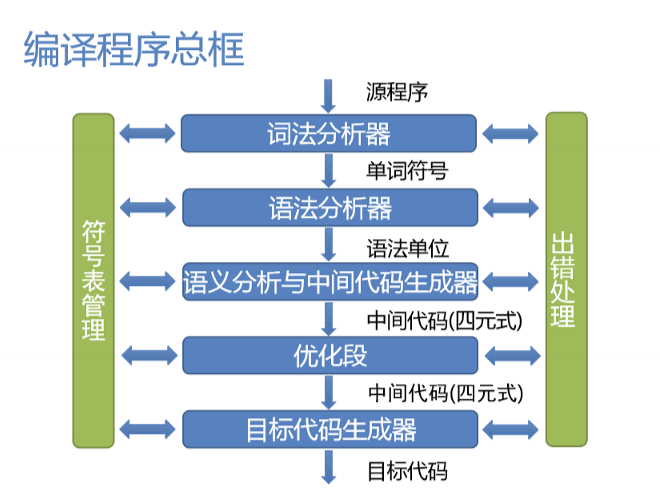 编译程序总框
源程序
词法分析器
单词符号
语法分析器
语法单位
语义分析与中间代码生成器
中间代码(四元式)
优化段
中间代码(四元式)
目标代码生成器
目标代码
符号表管理
出错处理